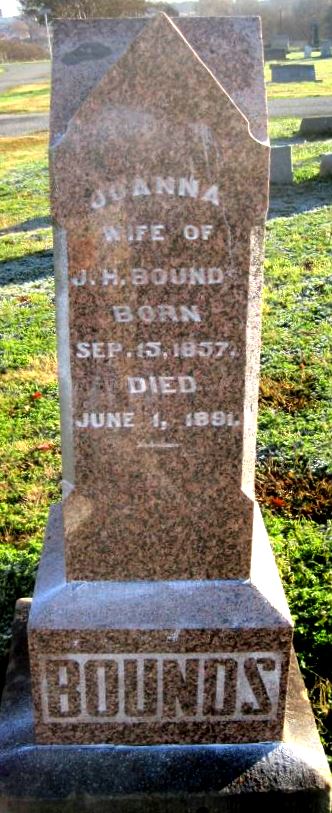 JOANNA
WIFE OF
J. H. BOUNDS
BORN
SEP. 15, 1857.
DIED
JUNE 1, 1891.
BOUNDS